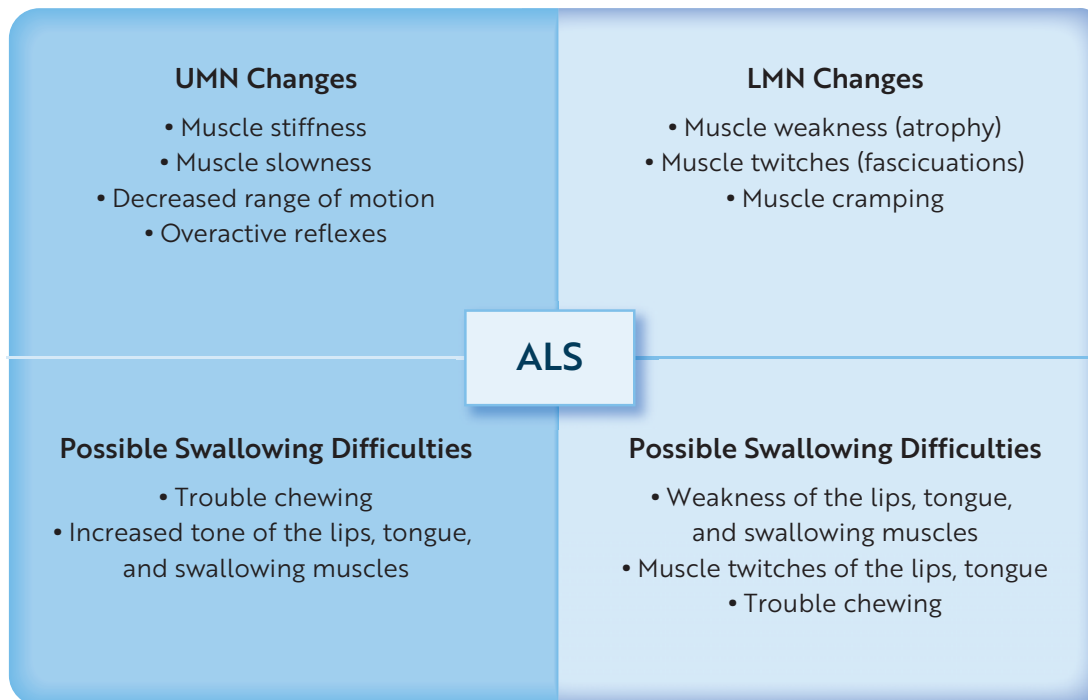 UMN Changes
• Muscle stiffness
• Muscle slowness
• Decreased range of motion
• Overactive reflexes
LMN Changes
• Muscle weakness (atrophy)
• Muscle twitches (fascicuations)
• Muscle cramping
ALS
Possible Swallowing Difficulties
• Trouble chewing
• Increased tone of the lips, tongue,
and swallowing muscles
Possible Swallowing Difficulties
• Weakness of the lips, tongue,
and swallowing muscles
• Muscle twitches of the lips, tongue
• Trouble chewing